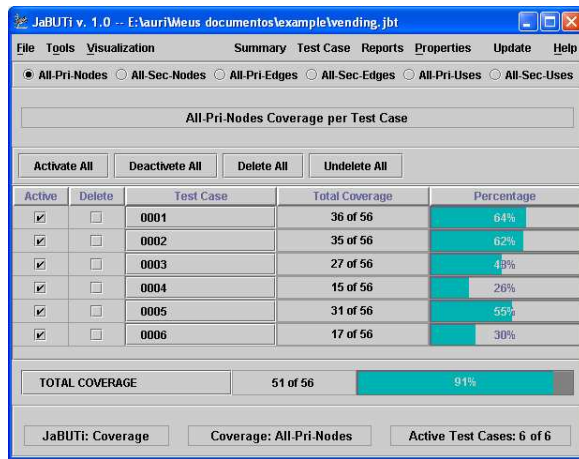 JaBUTi v. 1.0 -- E:\auri\Meus documentos\example\vending.jbt
File Tools Visualization Summary Test Case Reports Properties Update Help
All-Pri-Nodes All-Sec-Nodes All-Pri-Edges All-Sec-Edges All-Pri-Uses All-Sec-Uses
All-Pri-Nodes Coverage per Test Case
Activate All Deactivete All Delete All Undelete All
Active Delete Test Case Total Coverage Percentage
0001 36 of 56 64%
0002 35 of 56 62%
0003 27 of 56 48%
0004 15 of 56 26%
0005 31 of 56 55%
0006 17 of 56 30%
TOTAL COVERAGE 51 of 56 91%
JaBUTi: Coverage Coverage: All-Pri-Nodes Active Test Cases: 6 of 6